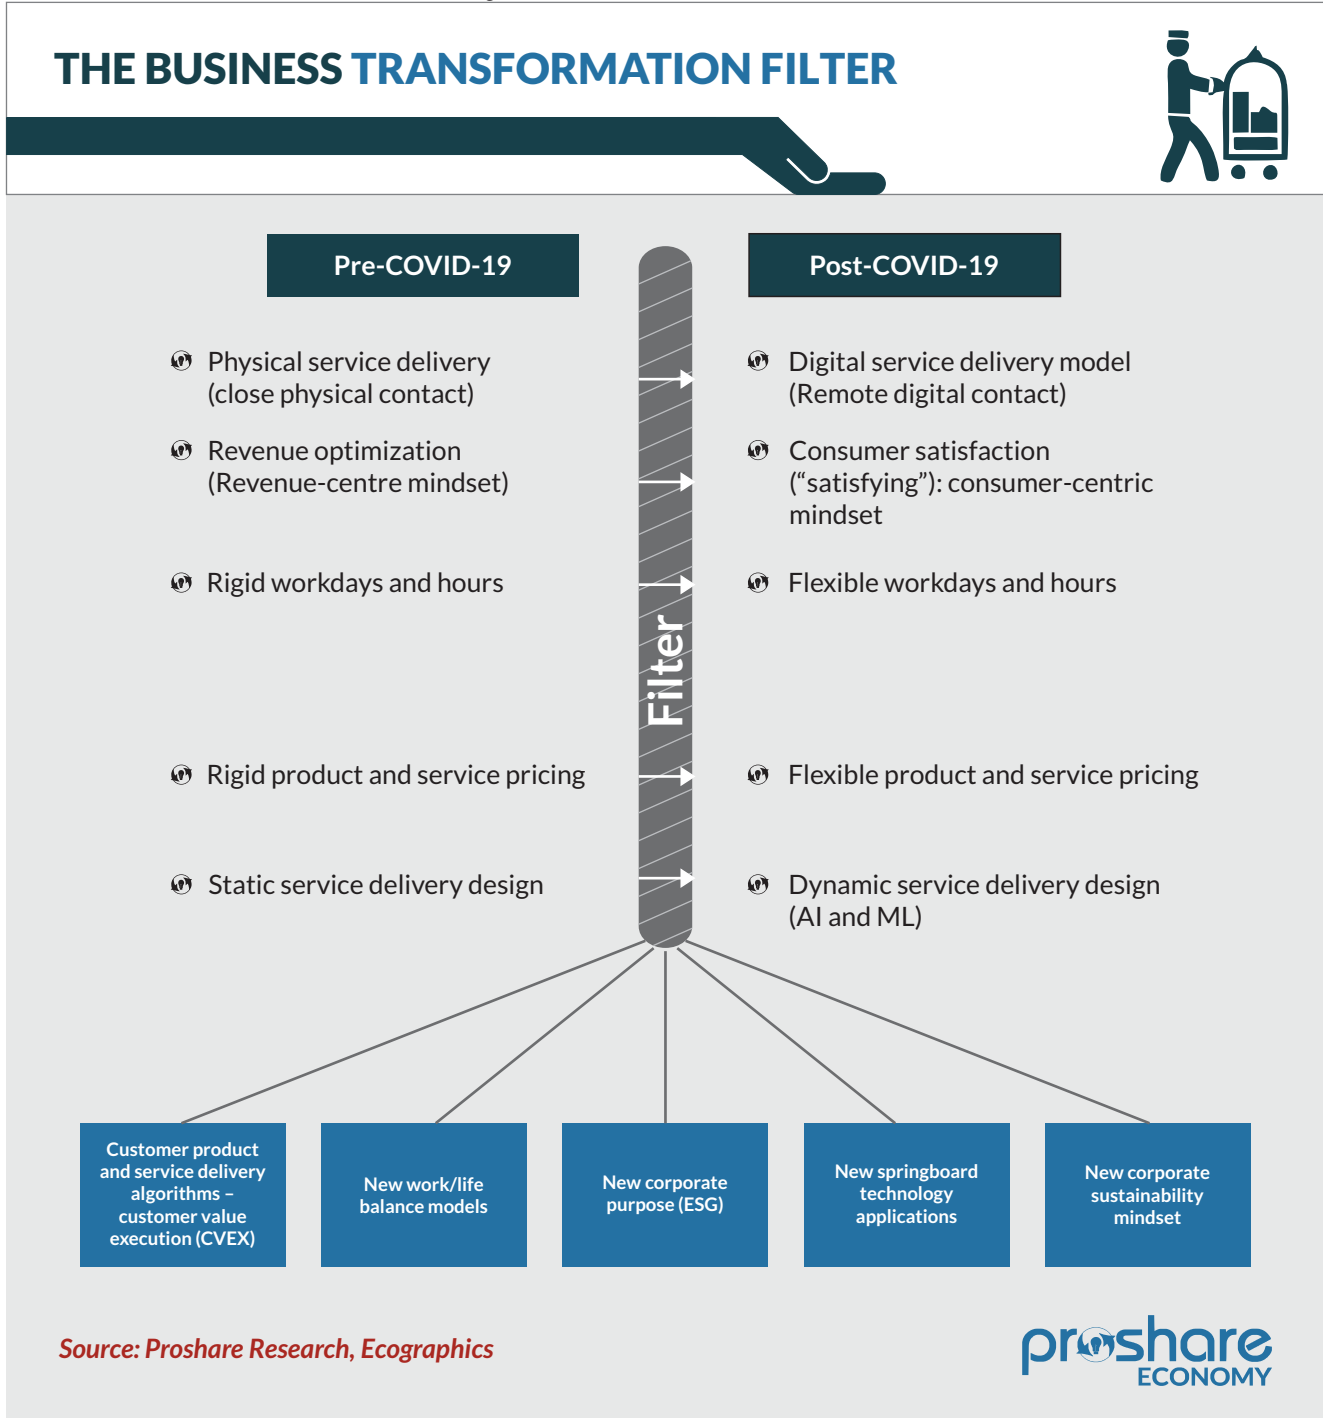 THE BUSINESS TRANSFORMATION FILTER
Pre-COVID-19
Post-COVID-19
Physical service delivery
(close physical contact)
Digital service delivery model
(Remote digital contact)
Revenue optimization
(Revenue-centre mindset)
Consumer satisfaction
(“satisfying”): consumer-centric
mindset
Rigid workdays and hours
Flexible workdays and hours
Filter
Rigid product and service pricing
Flexible product and service pricing
Static service delivery design
Dynamic service delivery design
(AI and ML)
Customer product
and service delivery
algorithms –
customer value
execution (CVEX)
New work/life
balance models
New corporate
purpose (ESG)
New springboard
technology
applications
New corporate
sustainability
mindset
Source: Proshare Research, Ecographics
proshare
ECONOMY